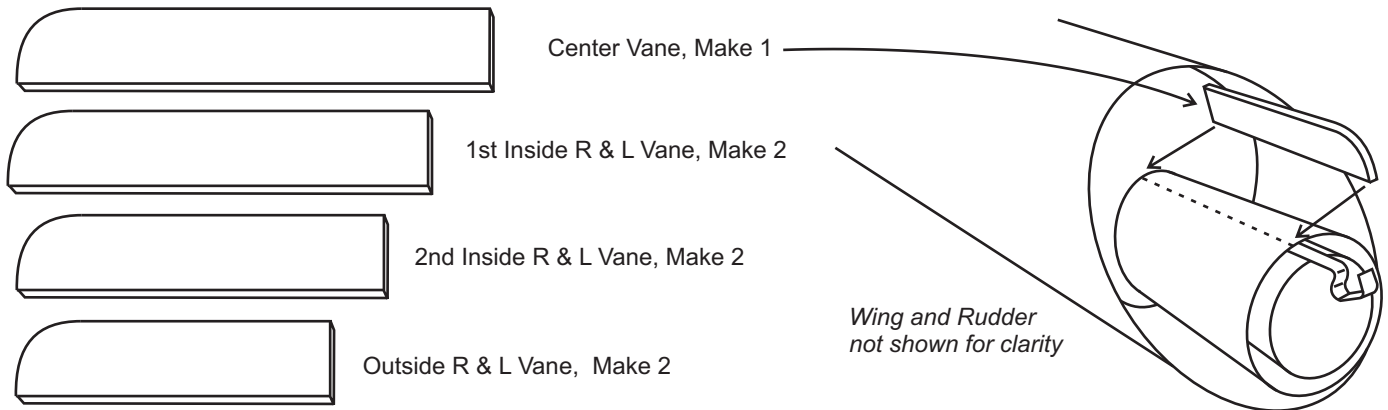 Center Vane, Make 1
1st Inside R & L Vane, Make 2
2nd Inside R & L Vane, Make 2
Outside R & L Vane,  Make 2
Wing and Rudder
not shown for clarity